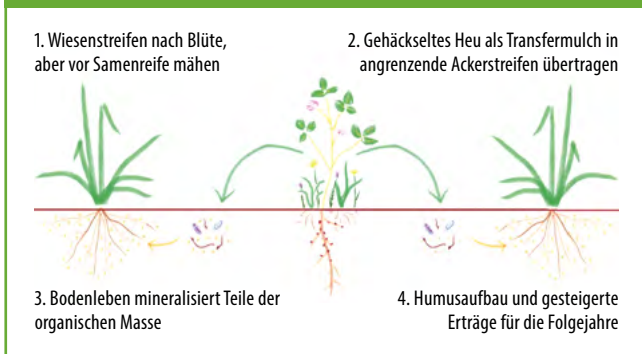 1. Wiesenstreifen nach Blüte,
aber vor Samenreife mähen
2. Gehäckseltes Heu als Transfermulch in
angrenzende Ackerstreifen übertragen
3. Bodenleben mineralisiert Teile der
organischen Masse
4. Humusaufbau und gesteigerte
Erträge für die Folgejahre